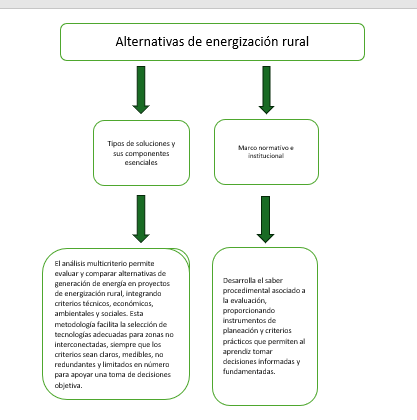 Alternativas de energización rural
Tipos de soluciones y
sus componentes
esenciales
Marco normativo e
institucional
El análisis multicriterio permite
evaluar y comparar alternativas de
generación de energía en proyectos
de energización rural, integrando
criterios técnicos, económicos,
ambientales y sociales. Esta
metodología facilita la selección de
tecnologías adecuadas para zonas no
interconectadas, siempre que los
criterios sean claros, medibles, no
redundantes y limitados en número
para apoyar una toma de decisiones
objetiva.
Desarrolla el saber
procedimental asociado a
la evaluación,
proporcionando
instrumentos de
planeación y criterios
prácticos que permiten al
aprendiz tomar
decisiones informadas y
fundamentadas.